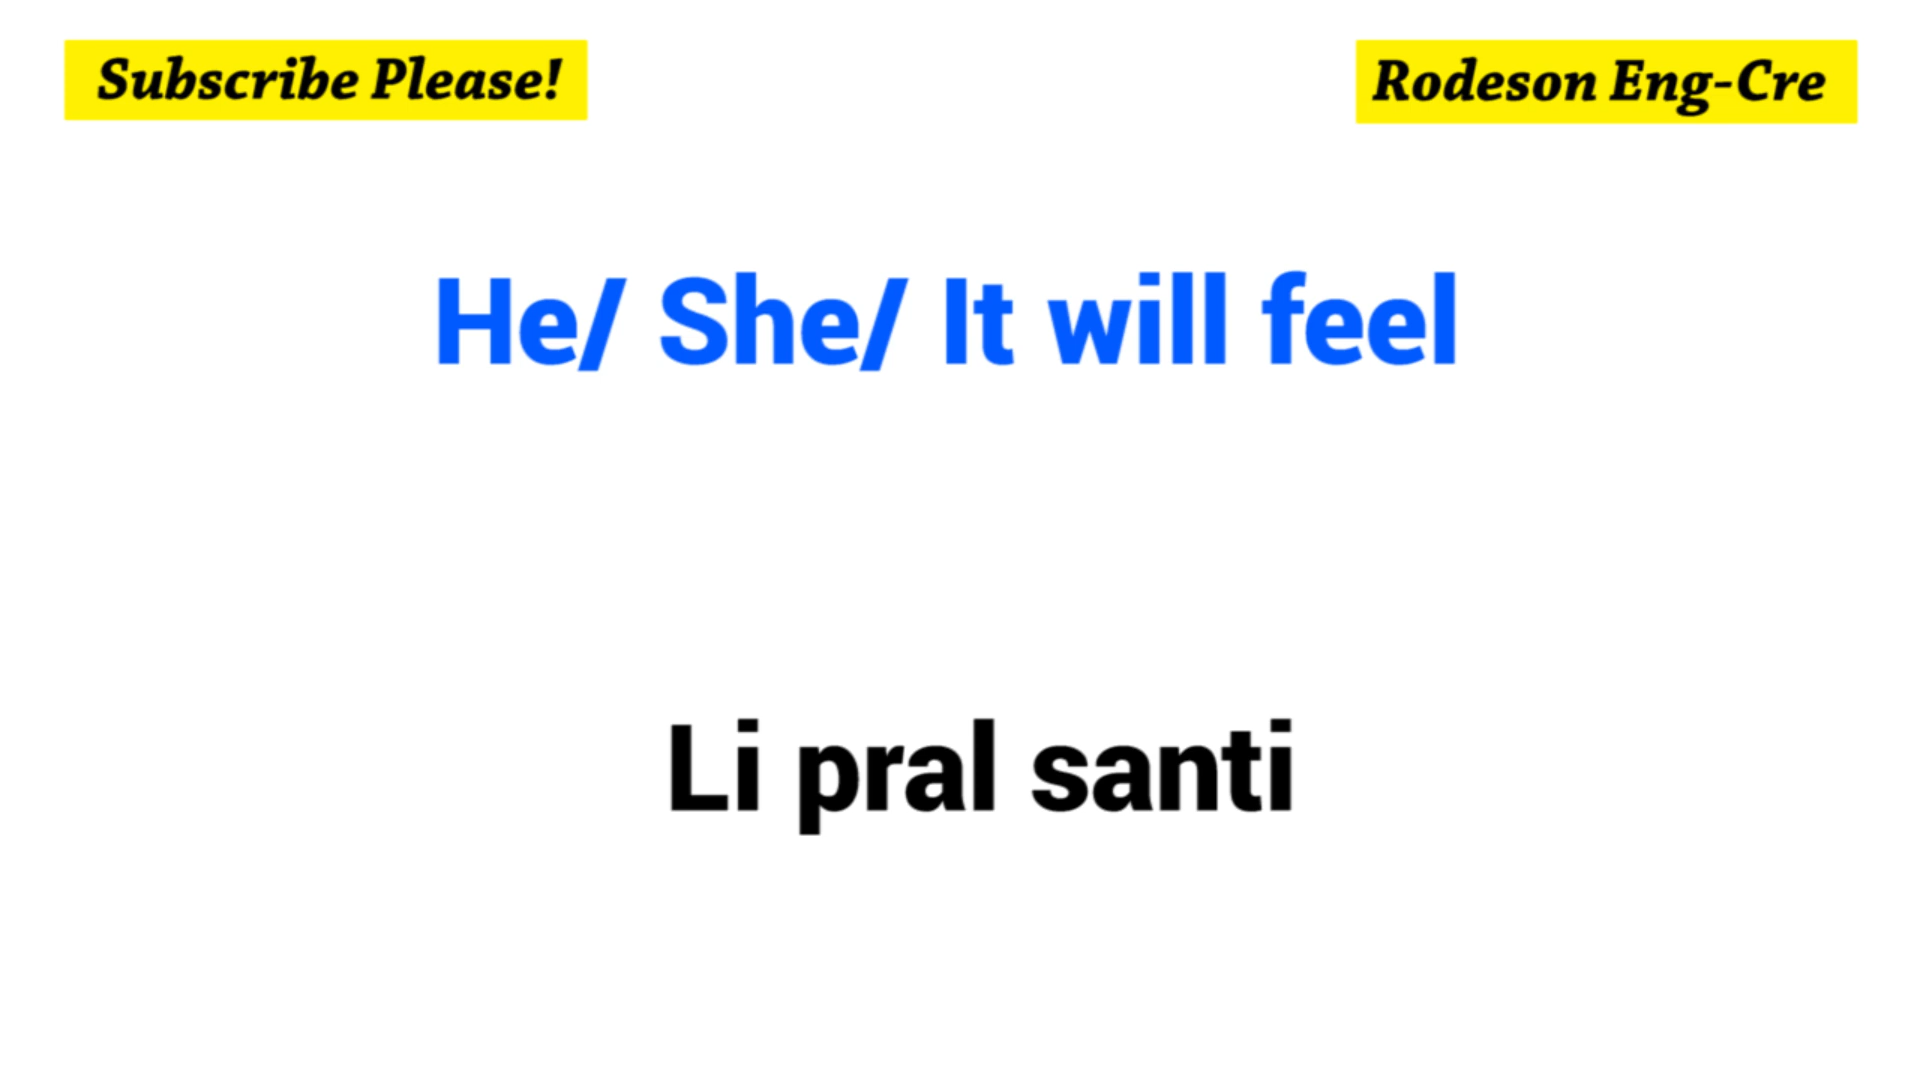 Subscribe Please!
Rodeson Eng-Cre
He/ She/ It will feel
Li pral santi